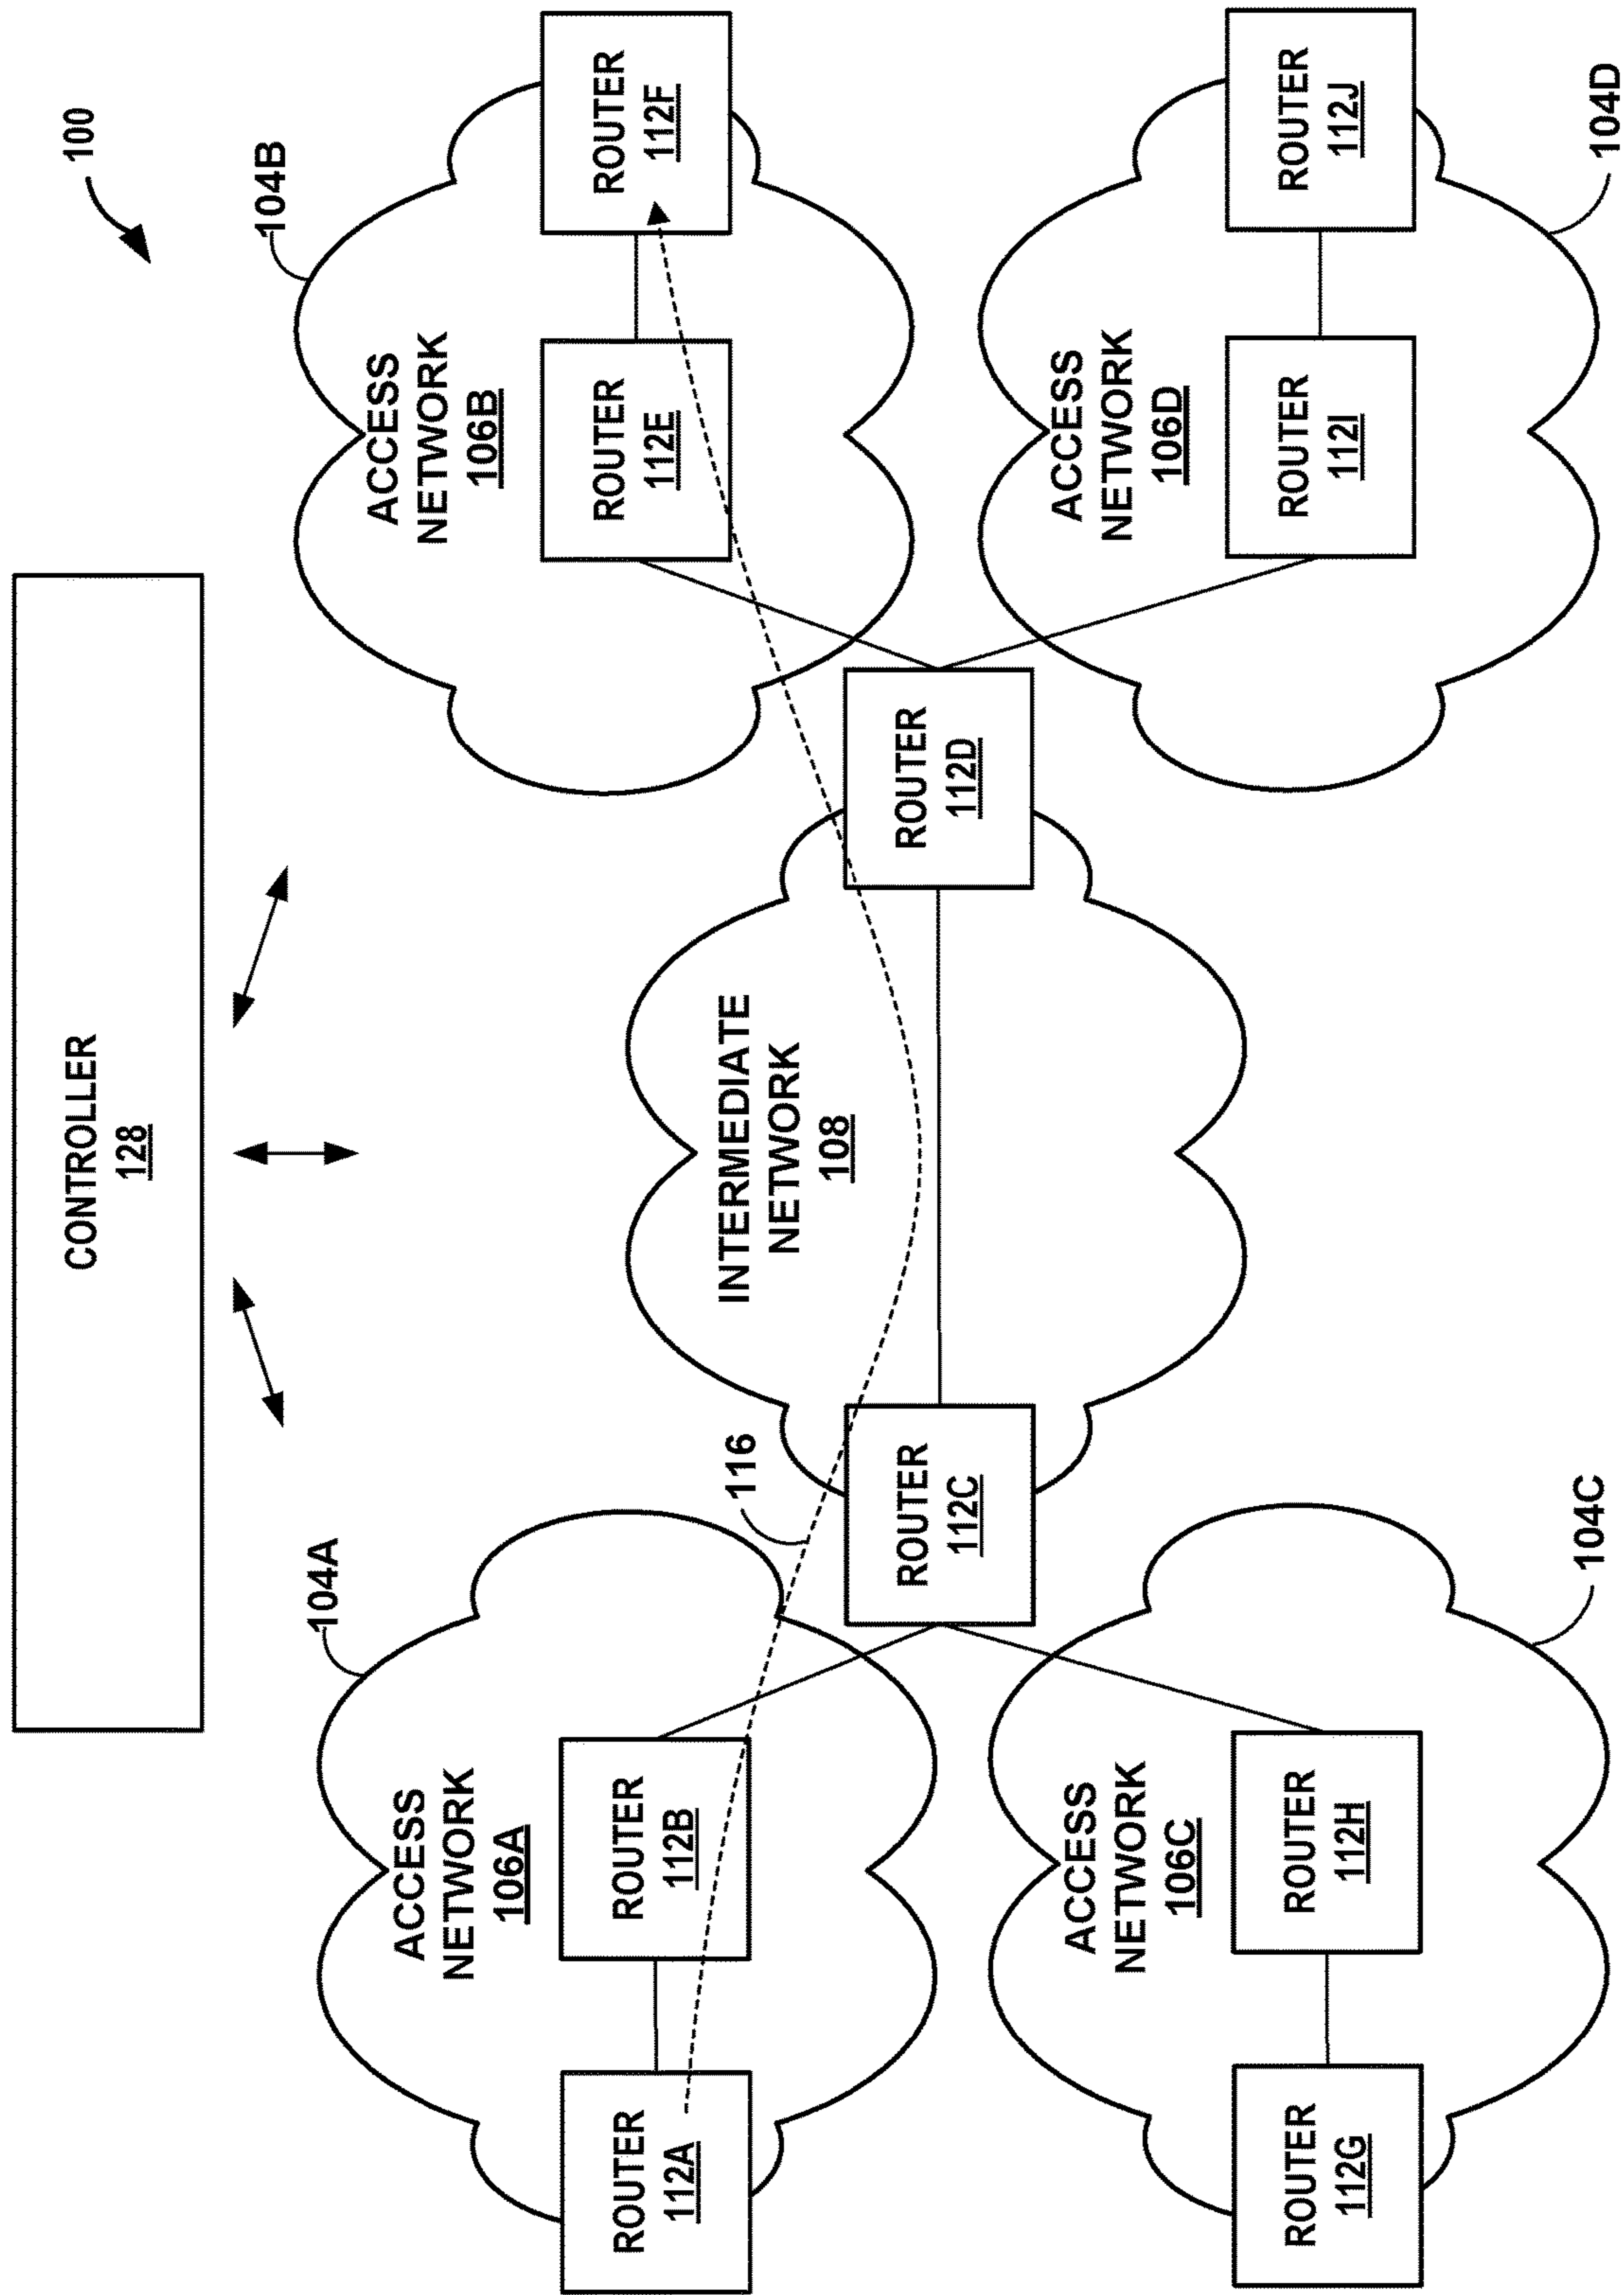 100
CONTROLLER
128
104A
104B
ACCESS
NETWORK
106A
ROUTER
112A
ROUTER
112B
116
INTERMEDIATE
NETWORK
108
ROUTER
112C
ROUTER
112D
ACCESS
NETWORK
106B
ROUTER
112E
ROUTER
112F
ACCESS
NETWORK
106C
ROUTER
112G
ROUTER
112H
104C
ACCESS
NETWORK
106D
ROUTER
112I
ROUTER
112J
104D